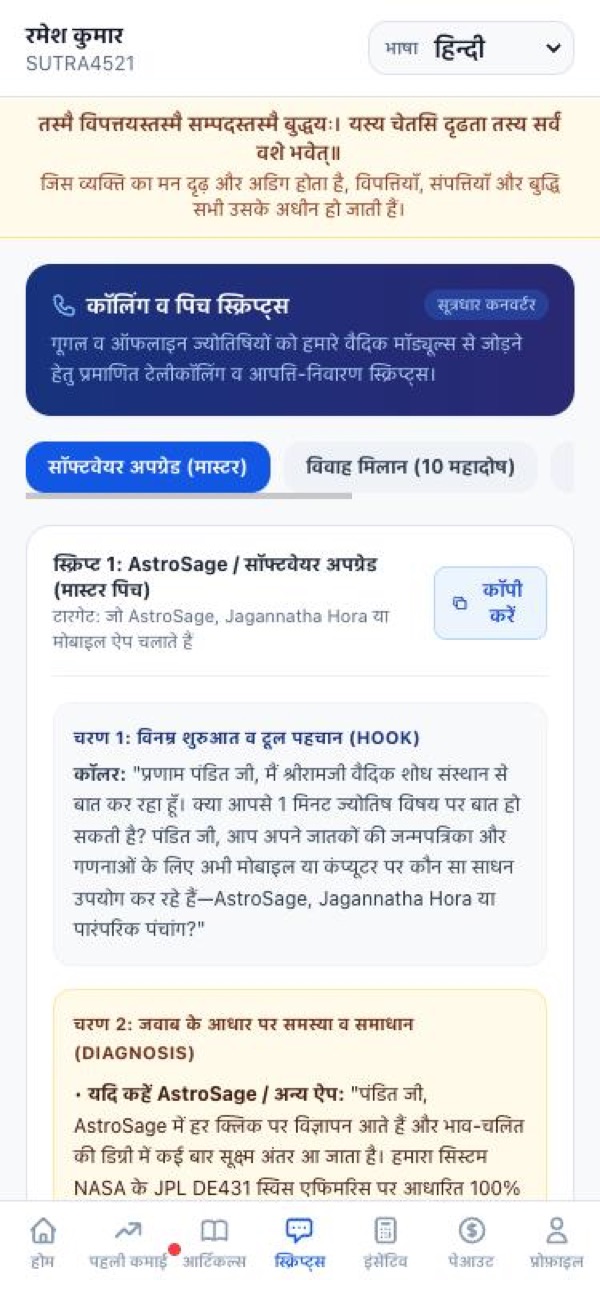 रमेश कुमार
SUTRA4521
भाषा हिन्दी
तस्मै विपत्तयस्तस्मै सम्पदस्तस्मै बुद्धयः। यस्य चेतसि दृढता तस्य सर्वं
वशे भवेत्॥
जिस व्यक्ति का मन दृढ़ और अडिग होता है, विपत्तियाँ, संपत्तियाँ और बुद्धि
सभी उसके अधीन हो जाती हैं।
कॉलिंग व पिच स्क्रिप्ट्स
सूत्रधार कनवर्टर
गूगल व ऑफलाइन ज्योतिषियों को हमारे वैदिक मॉड्यूल्स से जोड़ने
हेतु प्रमाणित टेलीकॉलिंग व आपत्ति-निवारण स्क्रिप्ट्स।
सॉफ्टवेयर अपग्रेड (मास्टर)
विवाह मिलान (10 महादोष)
स्क्रिप्ट 1: AstroSage / सॉफ्टवेयर अपग्रेड
(मास्टर पिच)
टारगेट: जो AstroSage, Jagannatha Hora या
मोबाइल ऐप चलाते हैं
कॉपी
करें
चरण 1: विनम्र शुरुआत व टूल पहचान (HOOK)
कॉलर: "प्रणाम पंडित जी, मैं श्रीरामजी वैदिक शोध संस्थान से
बात कर रहा हूँ। क्या आपसे 1 मिनट ज्योतिष विषय पर बात हो
सकती है? पंडित जी, आप अपने जातकों की जन्मपत्रिका और
गणनाओं के लिए अभी मोबाइल या कंप्यूटर पर कौन सा साधन
उपयोग कर रहे हैं—AstroSage, Jagannatha Hora या
पारंपरिक पंचांग?"
चरण 2: जवाब के आधार पर समस्या व समाधान
(DIAGNOSIS)
• यदि कहें AstroSage / अन्य ऐप: "पंडित जी,
AstroSage में हर क्लिक पर विज्ञापन आते हैं और भाव-चलित
की डिग्री में कई बार सूक्ष्म अंतर आ जाता है। हमारा सिस्टम
NASA के JPL DE431 स्विस एफिमरिस पर आधारित 100%
होम
पहली कमाई
आर्टिकल्स
स्क्रिप्ट्स
इंसेंटिव
पेआउट
प्रोफ़ाइल